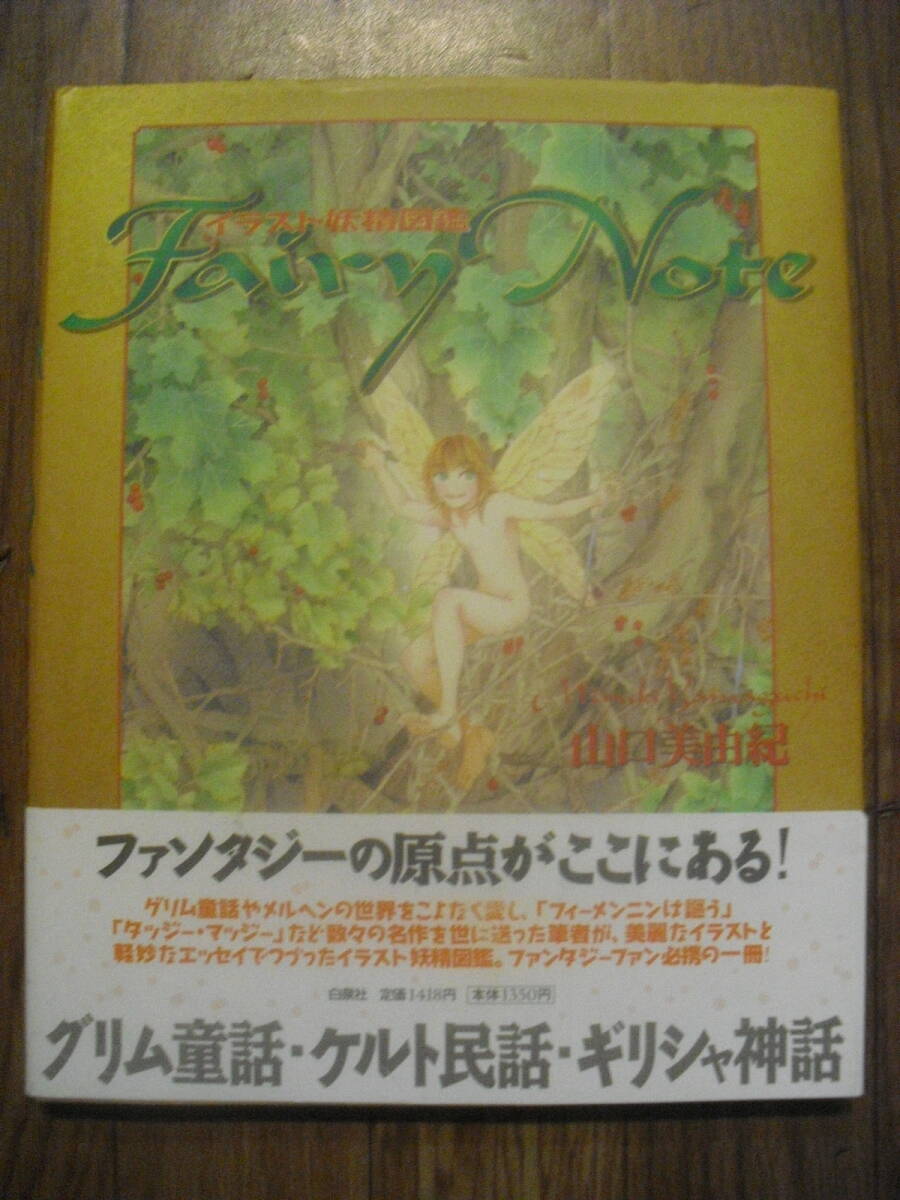 イラスト妖精図鑑
Fairy Note
Miyuki Yamaguchi
山口美由紀
ファンタジーの原点がここにある!
グリム童話やメルヘンの世界をこよなく愛し、「フィーメンニンは謳う」
「タッジー・マッジー」など数々の名作を世に送った筆者が、美麗なイラストと
軽妙なエッセイでつづったイラスト妖精図鑑。ファンタジーファン必携の一冊!
白泉社 定価1418円 本体1350円
グリム童話・ケルト民話・ギリシャ神話